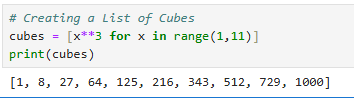 # Creating a List of Cubes
cubes = [x**3 for x in range(1,11)]
print(cubes)
[1, 8, 27, 64, 125, 216, 343, 512, 729, 1000]